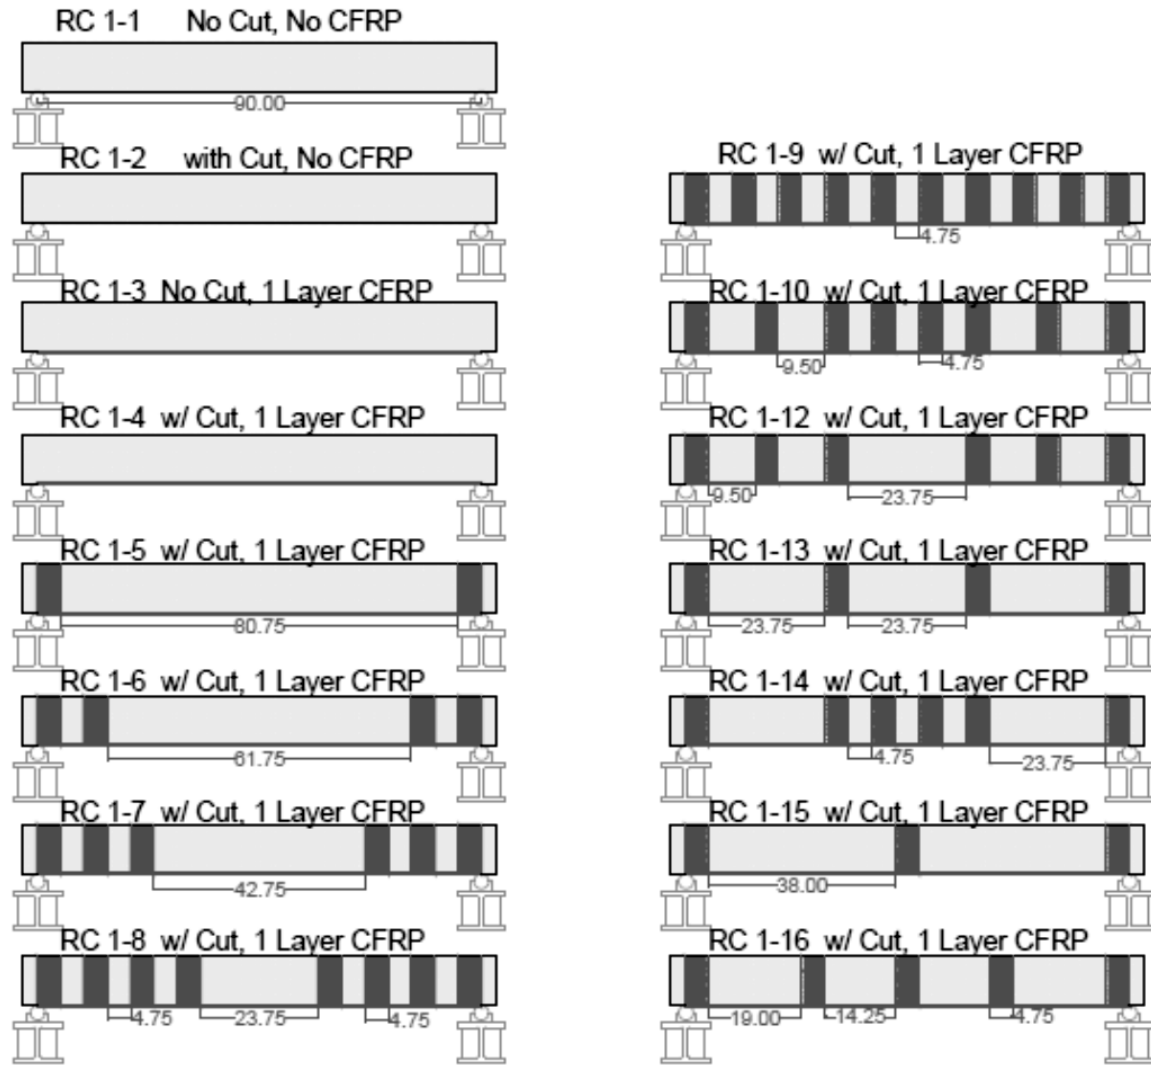 RC 1-1 No Cut, No CFRP
90.00
RC 1-2 with Cut, No CFRP
RC 1-3 No Cut, 1 Layer CFRP
RC 1-4 w/ Cut, 1 Layer CFRP
RC 1-5 w/ Cut, 1 Layer CFRP
80.75
RC 1-6 w/ Cut, 1 Layer CFRP
61.75
RC 1-7 w/ Cut, 1 Layer CFRP
42.75
RC 1-8 w/ Cut, 1 Layer CFRP
4.75 23.75 4.75
RC 1-9 w/ Cut, 1 Layer CFRP
4.75
RC 1-10 w/ Cut, 1 Layer CFRP
9.50 4.75
RC 1-12 w/ Cut, 1 Layer CFRP
9.50 23.75
RC 1-13 w/ Cut, 1 Layer CFRP
23.75 23.75
RC 1-14 w/ Cut, 1 Layer CFRP
4.75 23.75
RC 1-15 w/ Cut, 1 Layer CFRP
38.00
RC 1-16 w/ Cut, 1 Layer CFRP
19.00 14.25 4.75